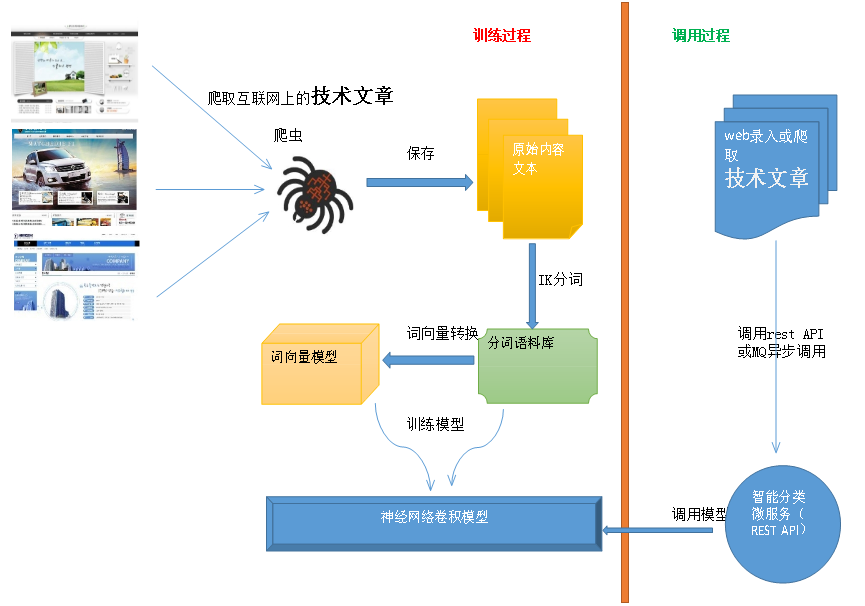 训练过程
调用过程
爬取互联网上的技术文章
爬虫
保存
原始内容
文本
web录入或爬
取
技术文章
IK分词
调用rest API
或MQ异步调用
词向量转换
分词语料库
词向量模型
训练模型
神经网络卷积模型
调用模型
智能分类
微服务（
REST API）
COMPANY